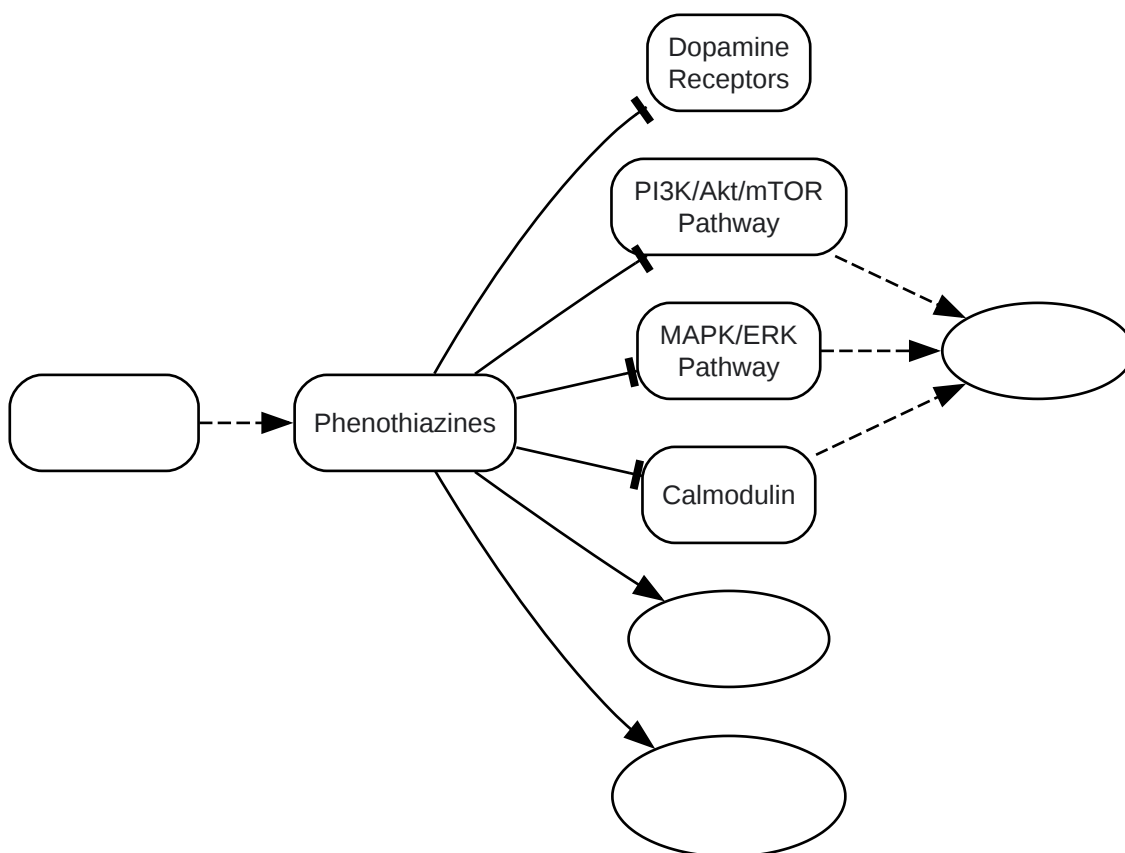 Dopamine
Receptors
PI3K/Akt/mTOR
Pathway
MAPK/ERK
Pathway
Phenothiazines
Calmodulin